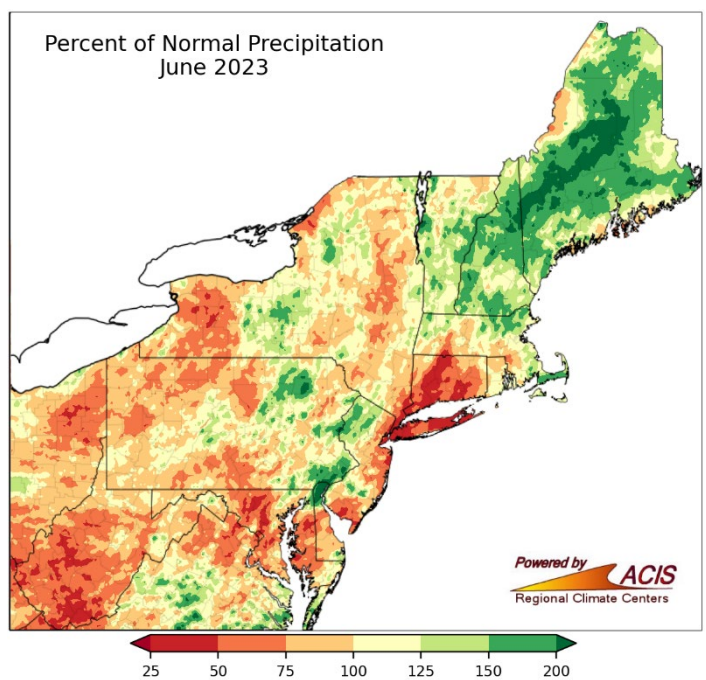 Percent of Normal Precipitation
June 2023
Powered by
ACIS
Regional Climate Centers
25 50 75 100 125 150 200